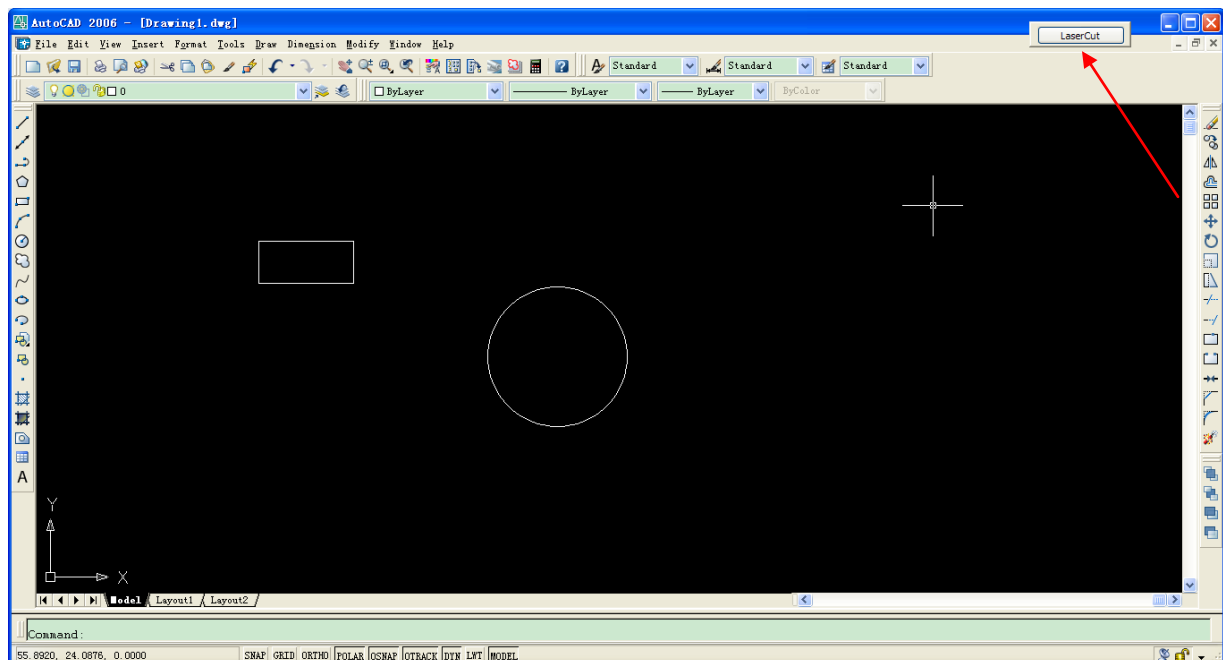 AutoCAD 2006 - [Drawing1.dwg]
LaserCut
File Edit View Insert Format Tools Draw Dimension Modify Window Help
Standard Standard Standard
0 ByLayer ByLayer ByLayer ByColor
A
Y
X
Model Layout1 Layout2
Command:
55.8920, 24.0876, 0.0000 SNAP GRID ORTHO POLAR OSNAP OTRACK DYN LWT MODEL